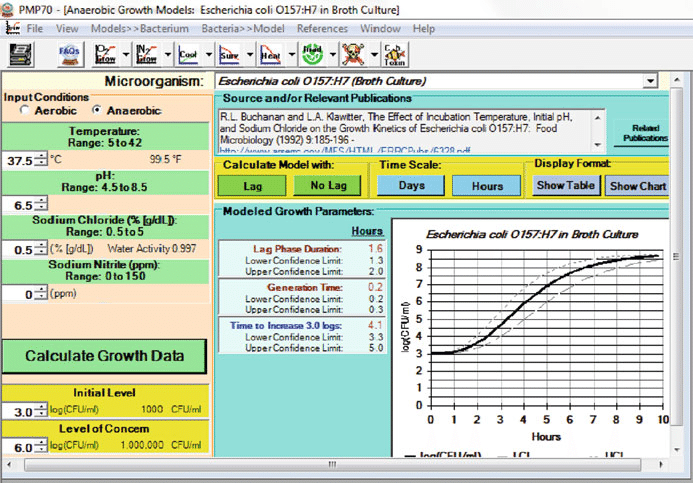 PMP70 - [Anaerobic Growth Models: Escherichia coli O157:H7 in Broth Culture]
File View Models>>Bacterium Bacteria>>Model References Window Help
FAQs O2 Grow N2 Grow Cool Surv Heat Irrad C.b Toxin
Microorganism: Escherichia coli O157:H7 (Broth Culture)
Input Conditions
Aerobic Anaerobic
Temperature:
Range: 5 to 42
37.5 °C 99.5 °F
pH:
Range: 4.5 to 8.5
6.5
Sodium Chloride (% [g/dL]):
Range: 0.5 to 5
0.5 (% [g/dL]) Water Activity 0.997
Sodium Nitrite (ppm):
Range: 0 to 150
0 (ppm)
Calculate Growth Data
Initial Level
3.0 log(CFU/ml) 1000 CFU/ml
Level of Concern
6.0 log(CFU/ml) 1,000,000 CFU/ml
Source and/or Relevant Publications
R.L. Buchanan and L.A. Klawitter, The Effect of Incubation Temperature, Initial pH,
and Sodium Chloride on the Growth Kinetics of Escherichia coli O157:H7. Food
Microbiology (1992) 9:185-196 -
Related
Publications
Calculate Model with: Time Scale: Display Format:
Lag No Lag Days Hours Show Table Show Chart
Modeled Growth Parameters:
Hours
Lag Phase Duration: 1.6
Lower Confidence Limit: 1.3
Upper Confidence Limit: 2.0
Generation Time: 0.2
Lower Confidence Limit: 0.2
Upper Confidence Limit: 0.3
Time to Increase 3.0 logs: 4.1
Lower Confidence Limit: 3.3
Upper Confidence Limit: 5.0
Escherichia coli O157:H7 in Broth Culture
log(CFU/ml)
9
8
7
6
5
4
3
2
1
0
0 1 2 3 4 5 6 7 8 9 10
Hours
log(CFU/ml) LCL UCL